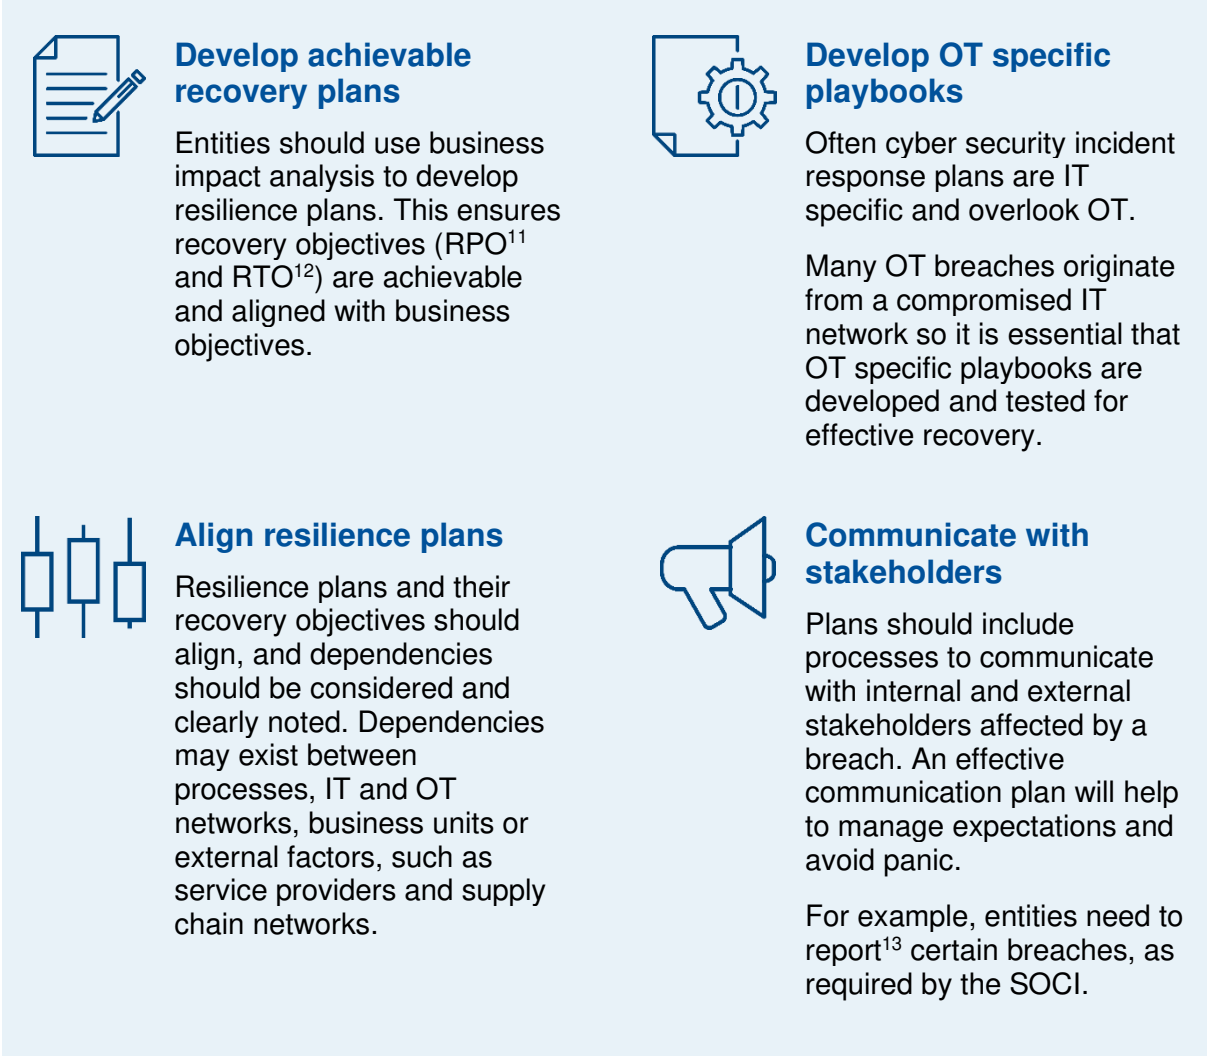 Develop achievable
recovery plans
Entities should use business
impact analysis to develop
resilience plans. This ensures
recovery objectives (RPO¹¹
and RTO¹²) are achievable
and aligned with business
objectives.
Develop OT specific
playbooks
Often cyber security incident
response plans are IT
specific and overlook OT.
Many OT breaches originate
from a compromised IT
network so it is essential that
OT specific playbooks are
developed and tested for
effective recovery.
Align resilience plans
Resilience plans and their
recovery objectives should
align, and dependencies
should be considered and
clearly noted. Dependencies
may exist between
processes, IT and OT
networks, business units or
external factors, such as
service providers and supply
chain networks.
Communicate with
stakeholders
Plans should include
processes to communicate
with internal and external
stakeholders affected by a
breach. An effective
communication plan will help
to manage expectations and
avoid panic.
For example, entities need to
report¹³ certain breaches, as
required by the SOCI.